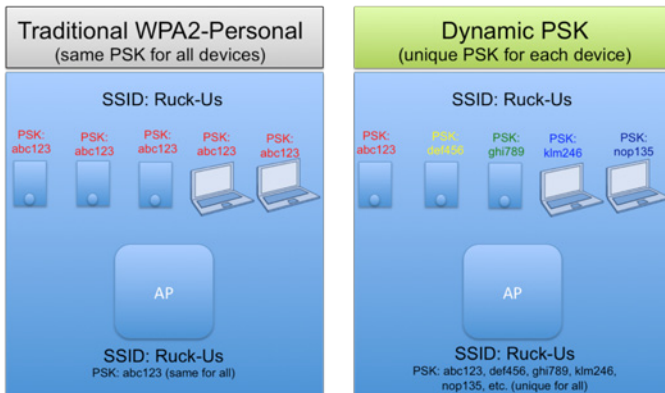 Traditional WPA2-Personal
(same PSK for all devices)
SSID: Ruck-Us
PSK: abc123
PSK: abc123
PSK: abc123
PSK: abc123
PSK: abc123
AP
SSID: Ruck-Us
PSK: abc123 (same for all)
Dynamic PSK
(unique PSK for each device)
SSID: Ruck-Us
PSK: abc123
PSK: def456
PSK: ghi789
PSK: klm246
PSK: nop135
AP
SSID: Ruck-Us
PSK: abc123, def456, ghi789, klm246,
nop135, etc. (unique for all)